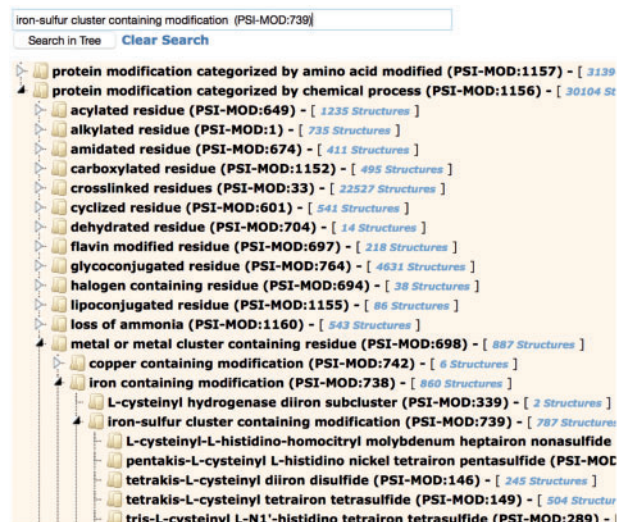 iron-sulfur cluster containing modification (PSI-MOD:739)
Search in Tree Clear Search
protein modification categorized by amino acid modified (PSI-MOD:1157) - [ 3139
protein modification categorized by chemical process (PSI-MOD:1156) - [ 30104 St
acylated residue (PSI-MOD:649) - [ 1235 Structures ]
alkylated residue (PSI-MOD:1) - [ 735 Structures ]
amidated residue (PSI-MOD:674) - [ 411 Structures ]
carboxylated residue (PSI-MOD:1152) - [ 495 Structures ]
crosslinked residues (PSI-MOD:33) - [ 22527 Structures ]
cyclized residue (PSI-MOD:601) - [ 541 Structures ]
dehydrated residue (PSI-MOD:704) - [ 14 Structures ]
flavin modified residue (PSI-MOD:697) - [ 218 Structures ]
glycoconjugated residue (PSI-MOD:764) - [ 4631 Structures ]
halogen containing residue (PSI-MOD:694) - [ 38 Structures ]
lipoconjugated residue (PSI-MOD:1155) - [ 86 Structures ]
loss of ammonia (PSI-MOD:1160) - [ 543 Structures ]
metal or metal cluster containing residue (PSI-MOD:698) - [ 887 Structures ]
copper containing modification (PSI-MOD:742) - [ 6 Structures ]
iron containing modification (PSI-MOD:738) - [ 860 Structures ]
L-cysteinyl hydrogenase diiron subcluster (PSI-MOD:339) - [ 2 Structures ]
iron-sulfur cluster containing modification (PSI-MOD:739) - [ 787 Structures
L-cysteinyl-L-histidino-homocitryl molybdenum heptairon nonasulfide
pentakis-L-cysteinyl L-histidino nickel tetrairon pentasulfide (PSI-MOD
tetrakis-L-cysteinyl diiron disulfide (PSI-MOD:146) - [ 245 Structures ]
tetrakis-L-cysteinyl tetrairon tetrasulfide (PSI-MOD:149) - [ 504 Structur
tris-L-cysteinyl L-N1'-histidino tetrairon tetrasulfide (PSI-MOD:289) - [